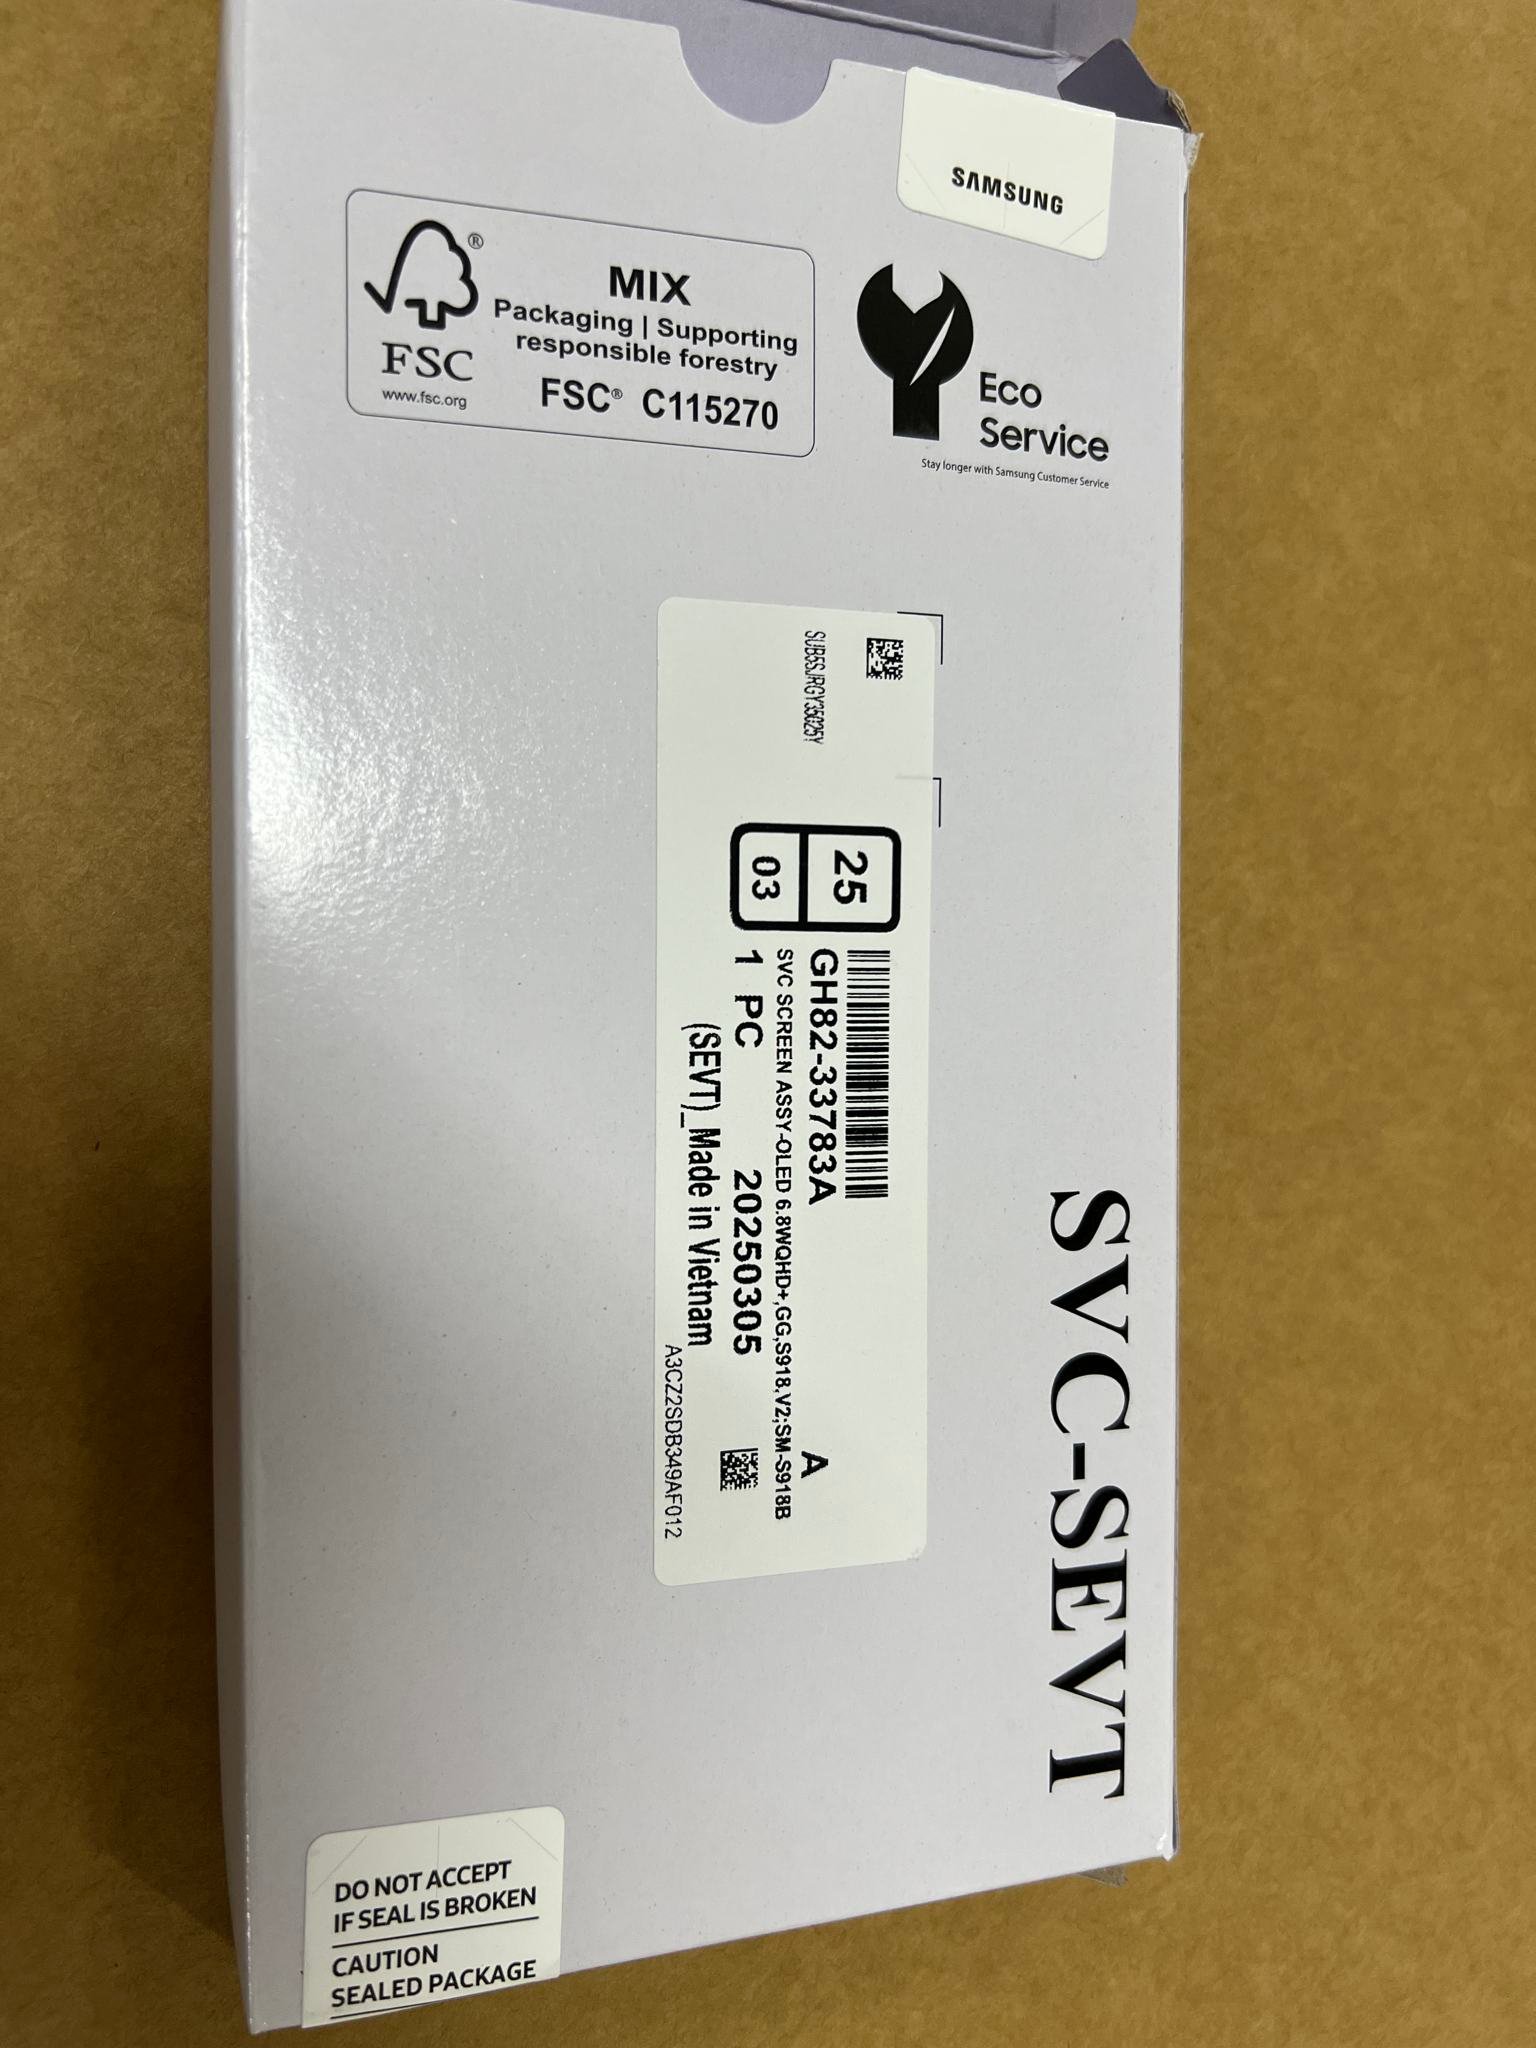 SAMSUNG
MIX
Packaging | Supporting
responsible forestry
FSC® C115270
®
FSC
www.fsc.org
Eco
Service
Stay longer with Samsung Customer Service
SUB5SJRGY35025Y
25
03
GH82-33783A
A
SVC SCREEN ASSY-OLED 6.8WQHD+,GG,S918,V2;SM-S918B
1 PC 20250305
(SEVT)_Made in Vietnam
A3CZ2SDB349AF012
SVC-SEVT
DO NOT ACCEPT
IF SEAL IS BROKEN
CAUTION
SEALED PACKAGE